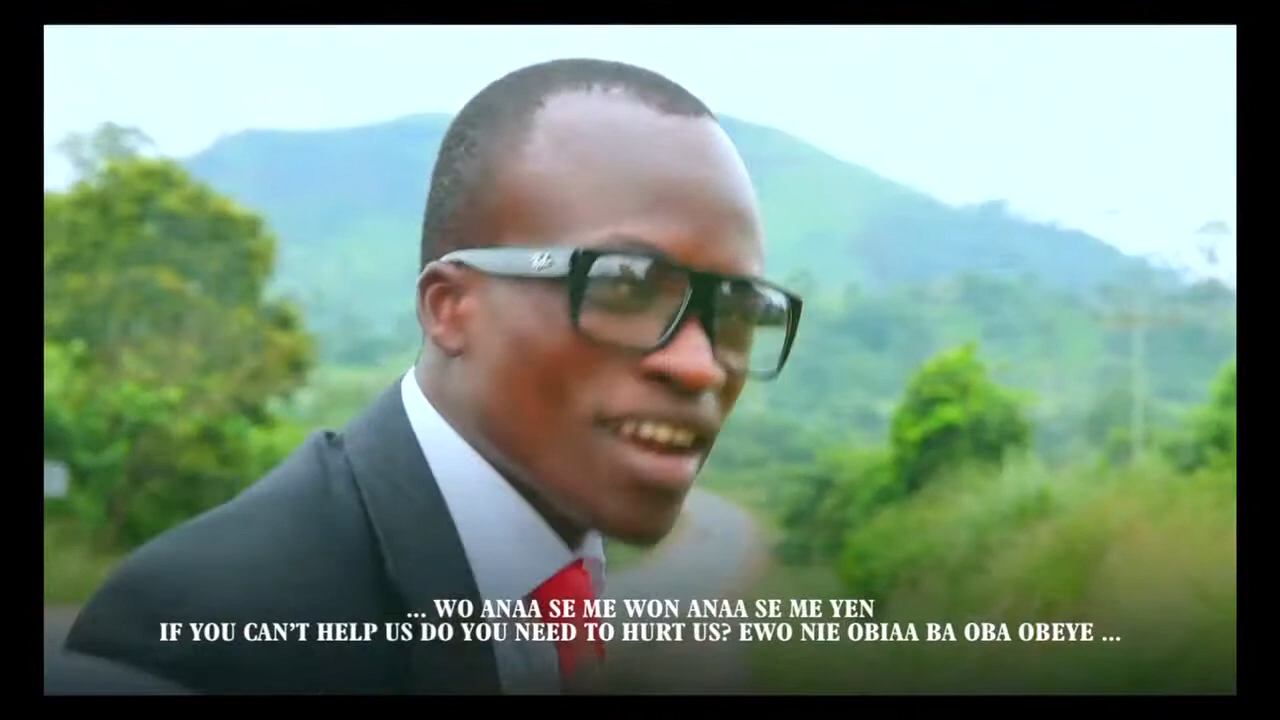 ... WO ANAA SE ME WON ANAA SE ME YEN
IF YOU CAN’T HELP US DO YOU NEED TO HURT US? EWO NIE OBIAA BA OBA OBEYE ...